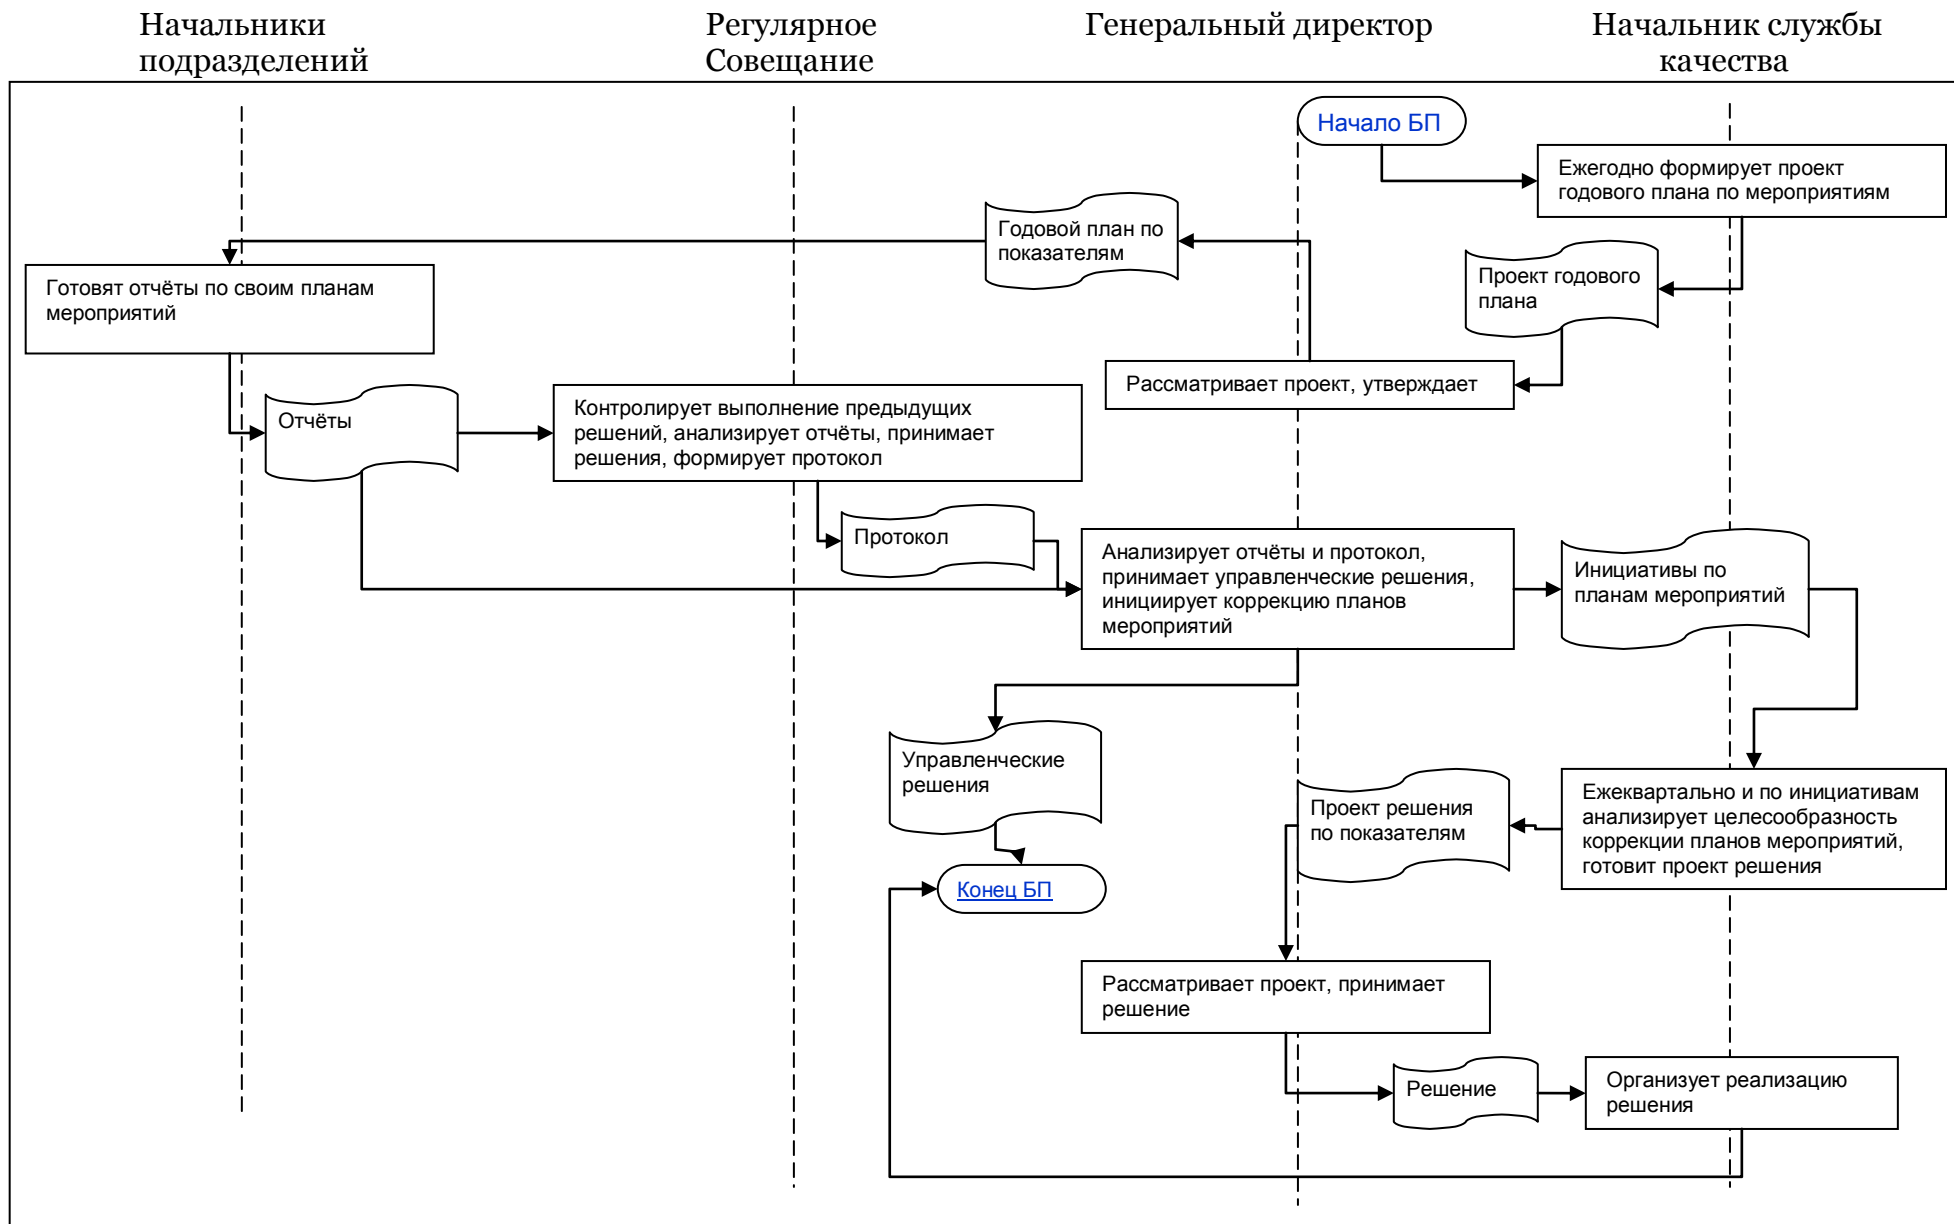 Начальники
подразделений
Регулярное
Совещание
Генеральный директор
Начальник службы
качества
Начало БП
Ежегодно формирует проект
годового плана по мероприятиям
Годовой план по
показателям
Проект годового
плана
Готовят отчёты по своим планам
мероприятий
Рассматривает проект, утверждает
Отчёты
Контролирует выполнение предыдущих
решений, анализирует отчёты, принимает
решения, формирует протокол
Протокол
Анализирует отчёты и протокол,
принимает управленческие решения,
инициирует коррекцию планов
мероприятий
Инициативы по
планам мероприятий
Управленческие
решения
Проект решения
по показателям
Ежеквартально и по инициативам
анализирует целесообразность
коррекции планов мероприятий,
готовит проект решения
Конец БП
Рассматривает проект, принимает
решение
Решение
Организует реализацию
решения